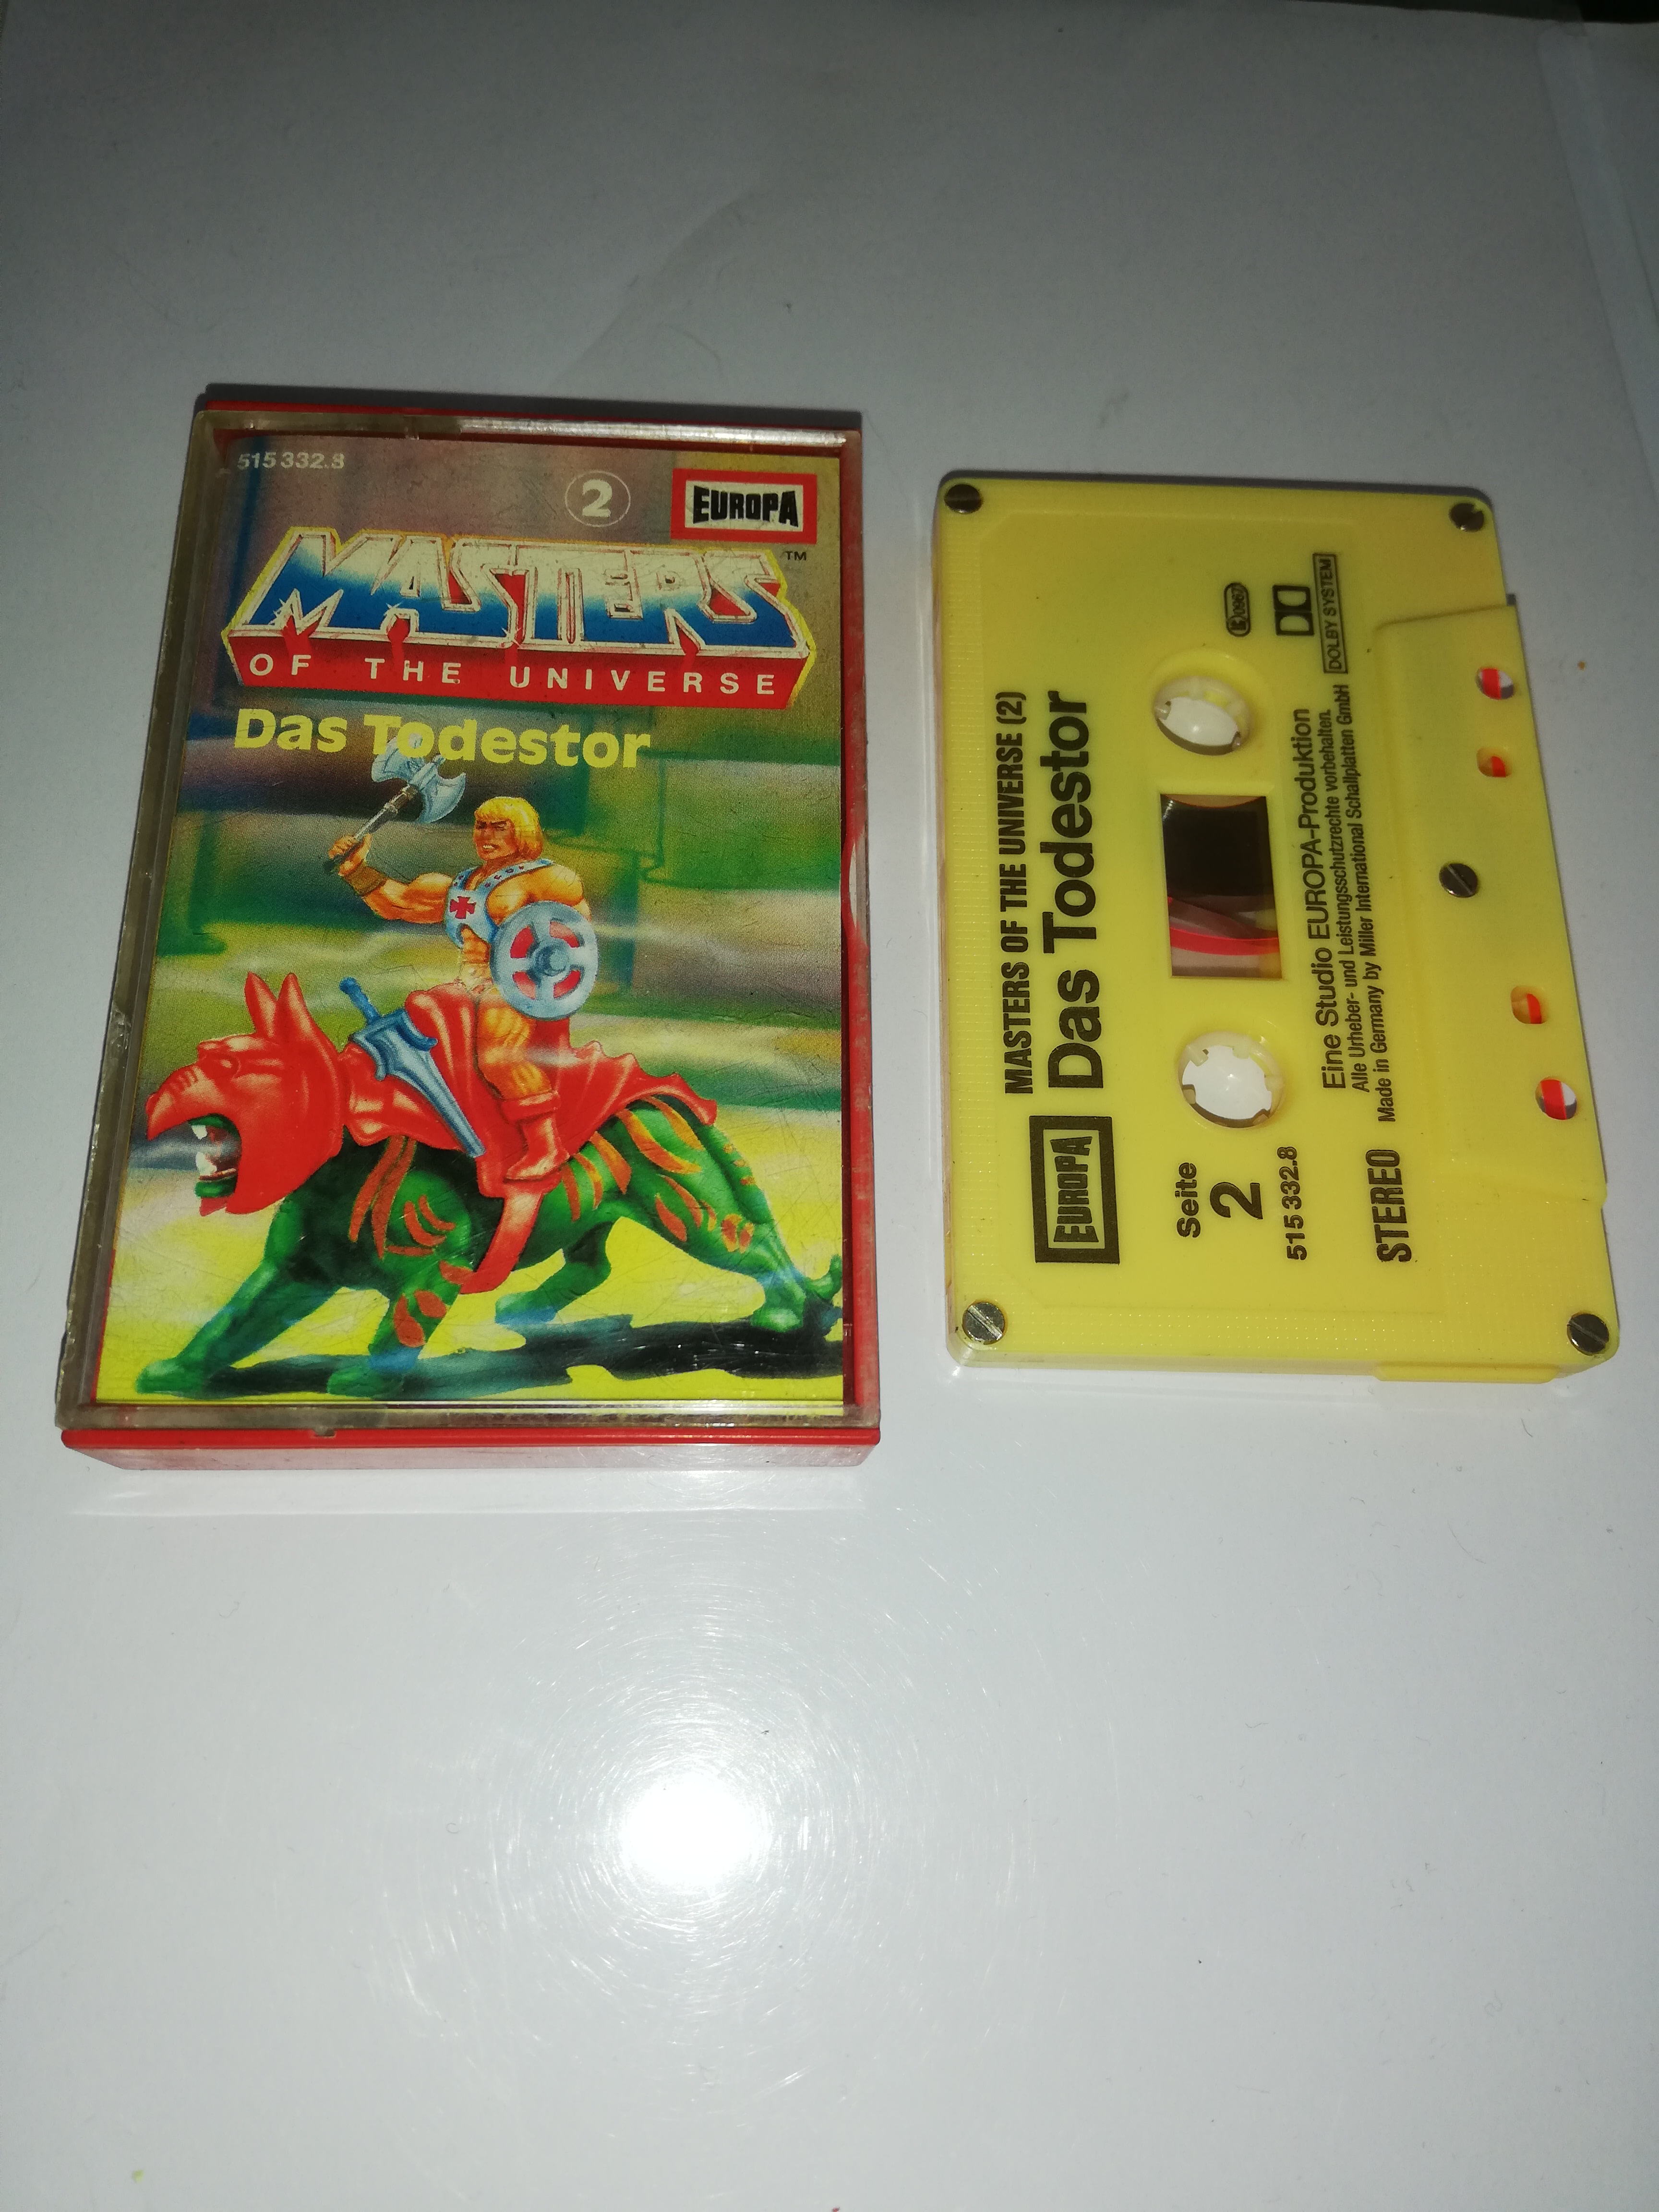 515 332.8
2
EUROPA
MASTERS
TM
OF THE UNIVERSE
Das Todestor
MASTERS OF THE UNIVERSE (2)
EUROPA Das Todestor
Seite
2
515 332.8
Eine Studio EUROPA-Produktion
Alle Urheber- und Leistungsschutzrechte vorbehalten.
Made in Germany by Miller International Schallplatten GmbH
STEREO
DOLBY SYSTEM